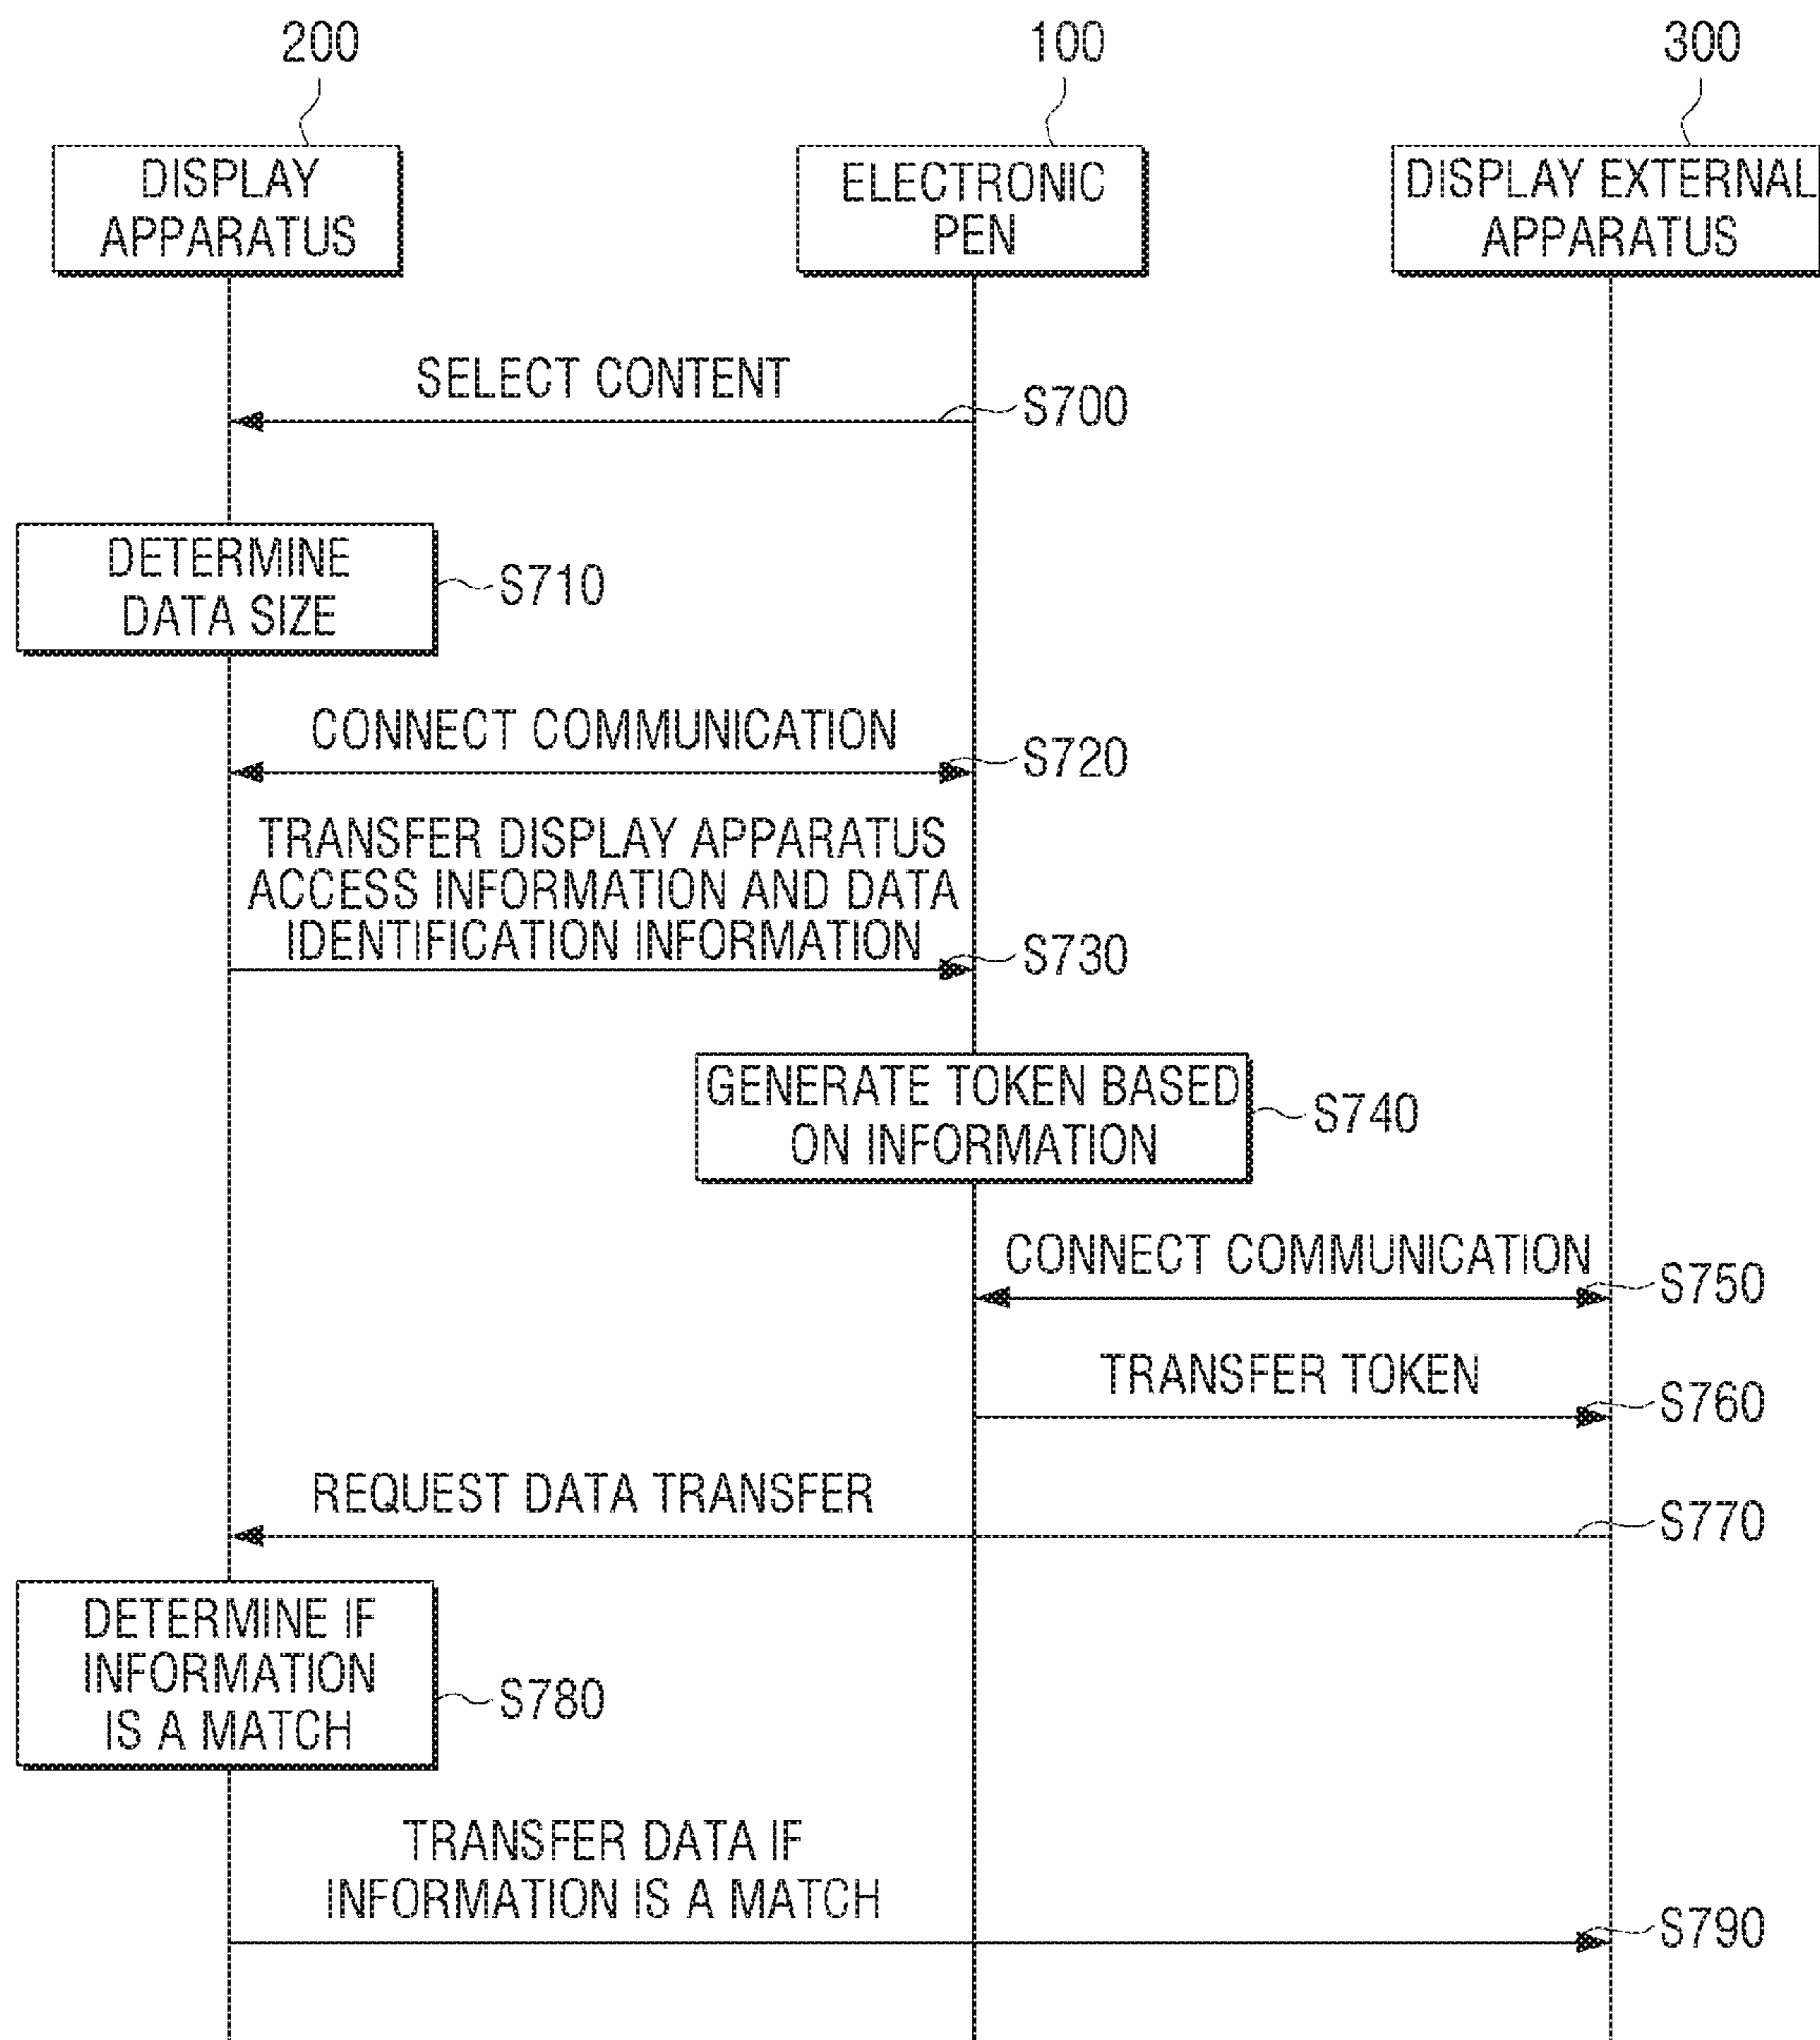 200
100
300
DISPLAY
APPARATUS
ELECTRONIC
PEN
DISPLAY EXTERNAL
APPARATUS
SELECT CONTENT
S700
DETERMINE
DATA SIZE
S710
CONNECT COMMUNICATION
S720
TRANSFER DISPLAY APPARATUS
ACCESS INFORMATION AND DATA
IDENTIFICATION INFORMATION
S730
GENERATE TOKEN BASED
ON INFORMATION
S740
CONNECT COMMUNICATION
S750
TRANSFER TOKEN
S760
REQUEST DATA TRANSFER
S770
DETERMINE IF
INFORMATION
IS A MATCH
S780
TRANSFER DATA IF
INFORMATION IS A MATCH
S790